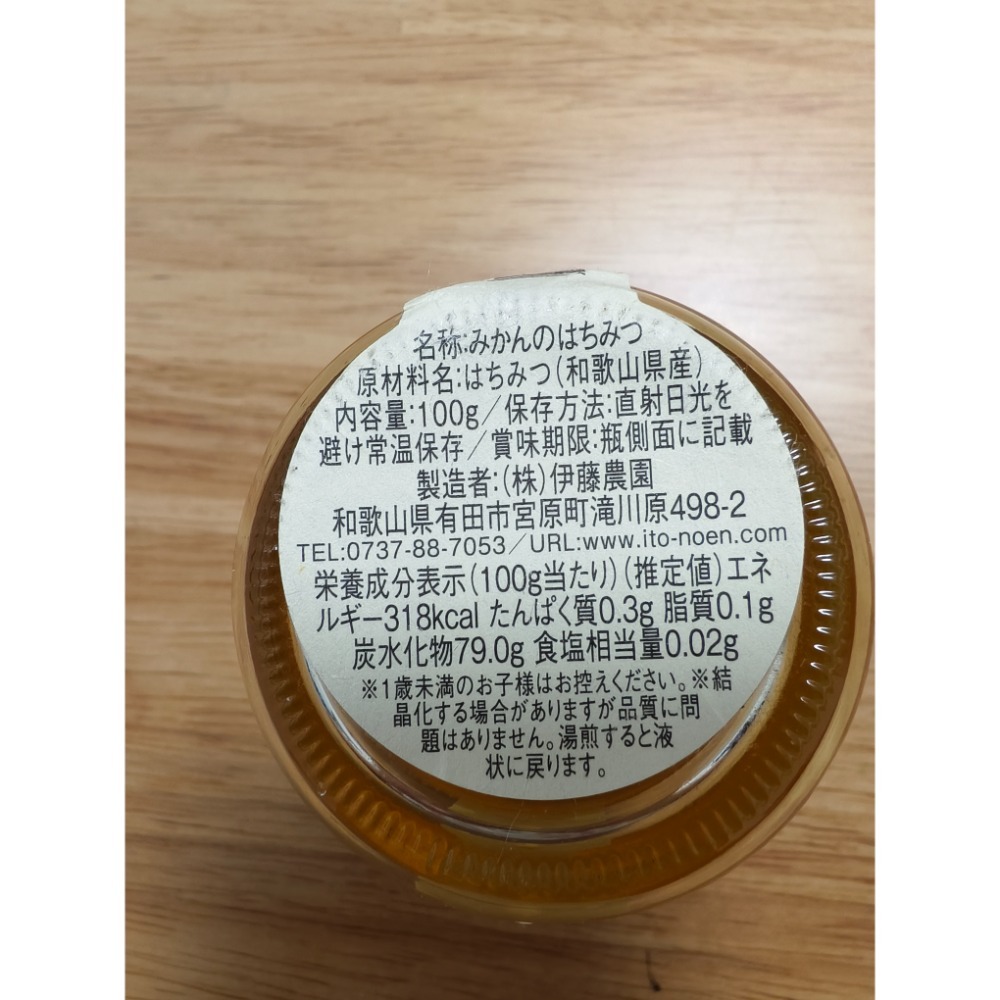 名称:みかんのはちみつ
原材料名:はちみつ(和歌山県産)
内容量:100g/保存方法:直射日光を
避け常温保存/賞味期限:瓶側面に記載
製造者:(株)伊藤農園
和歌山県有田市宮原町滝川原498-2
TEL:0737-88-7053/URL:www.ito-noen.com
栄養成分表示(100g当たり)(推定値)エネ
ルギー318kcal たんぱく質0.3g 脂質0.1g
炭水化物79.0g 食塩相当量0.02g
※1歳未満のお子様はお控えください。※結
晶化する場合がありますが品質に問
題はありません。湯煎すると液
状に戻ります。